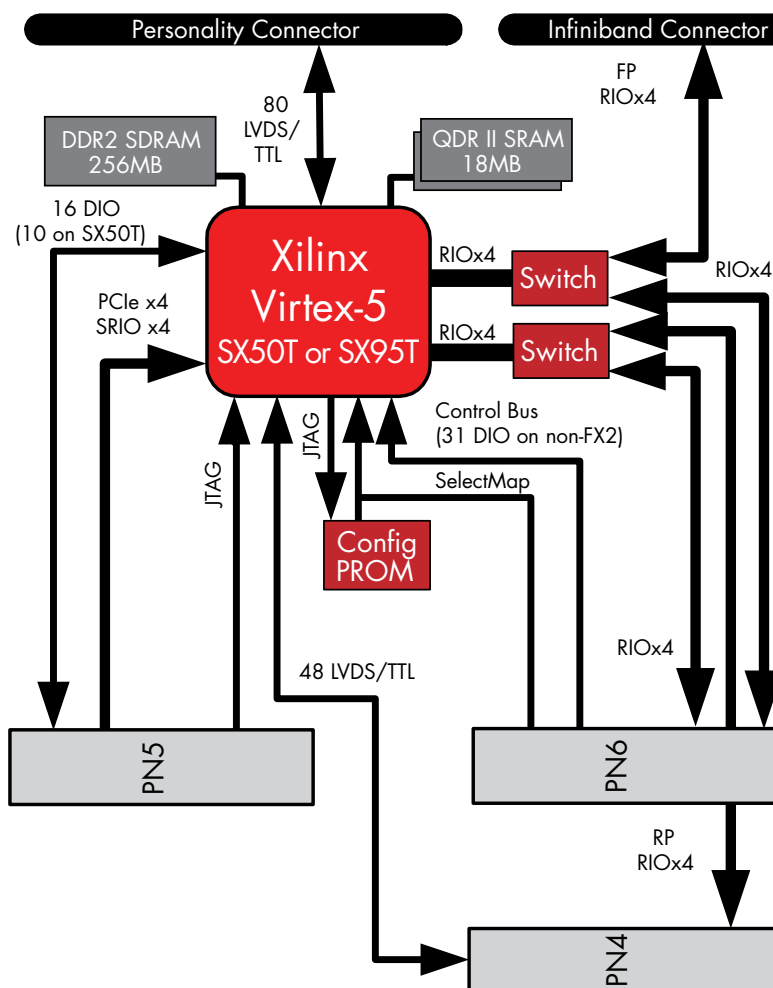 Personality Connector
Infiniband Connector
FP
RIOx4
80
LVDS/
TTL
DDR2 SDRAM
256MB
QDR II SRAM
18MB
16 DIO
(10 on SX50T)
Xilinx
Virtex-5
SX50T or SX95T
RIOx4
Switch
RIOx4
PCIe x4
SRIO x4
RIOx4
Switch
Control Bus
(31 DIO on non-FX2)
JTAG
JTAG
SelectMap
Config
PROM
48 LVDS/TTL
RIOx4
PN5
PN6
RP
RIOx4
PN4